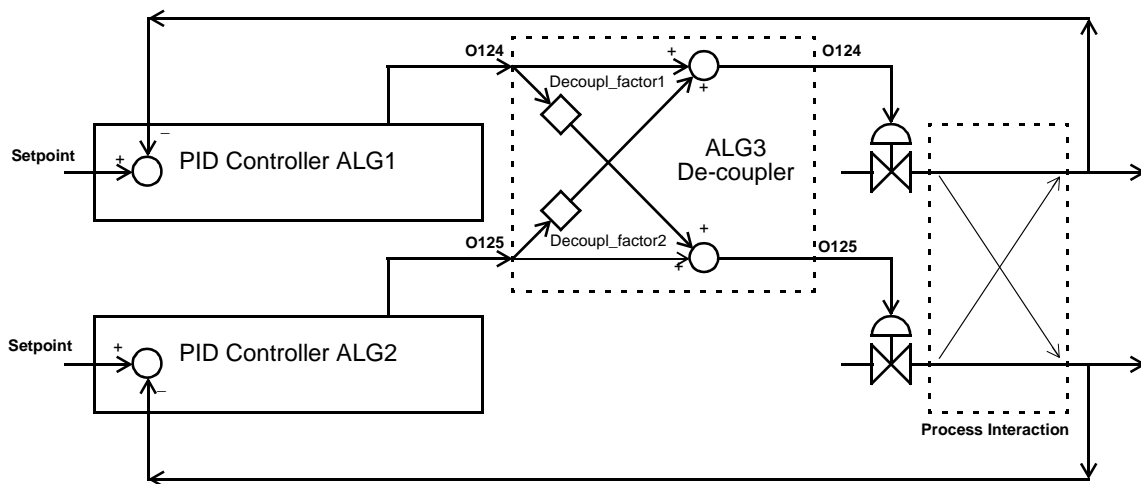 O124
O124
+
Decoupl_factor1
+
−
Setpoint
+
PID Controller ALG1
ALG3
De-coupler
+
O125
Decoupl_factor2
+
O125
Setpoint
+
PID Controller ALG2
−
Process Interaction